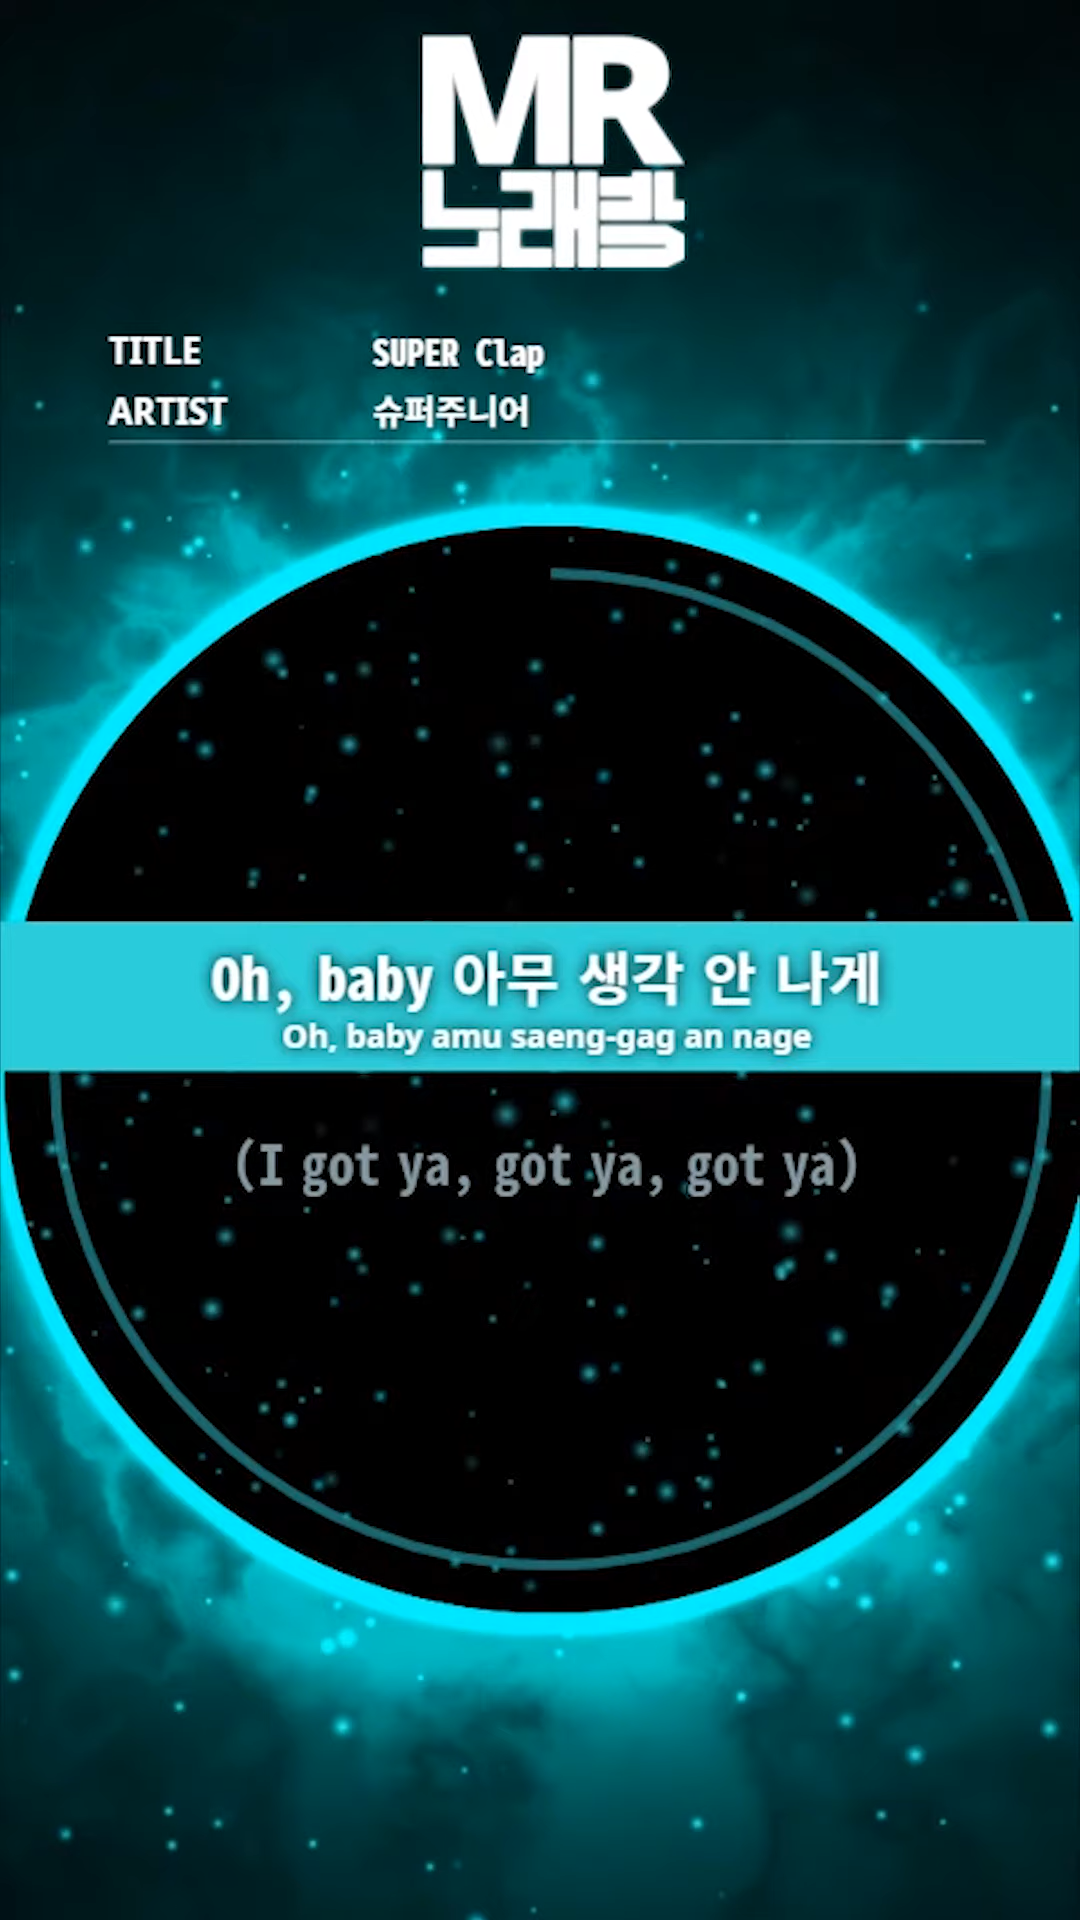 MR
노래방
TITLE SUPER Clap
ARTIST 슈퍼주니어
Oh, baby 아무 생각 안 나게
Oh, baby amu saeng-gag an nage
(I got ya, got ya, got ya)